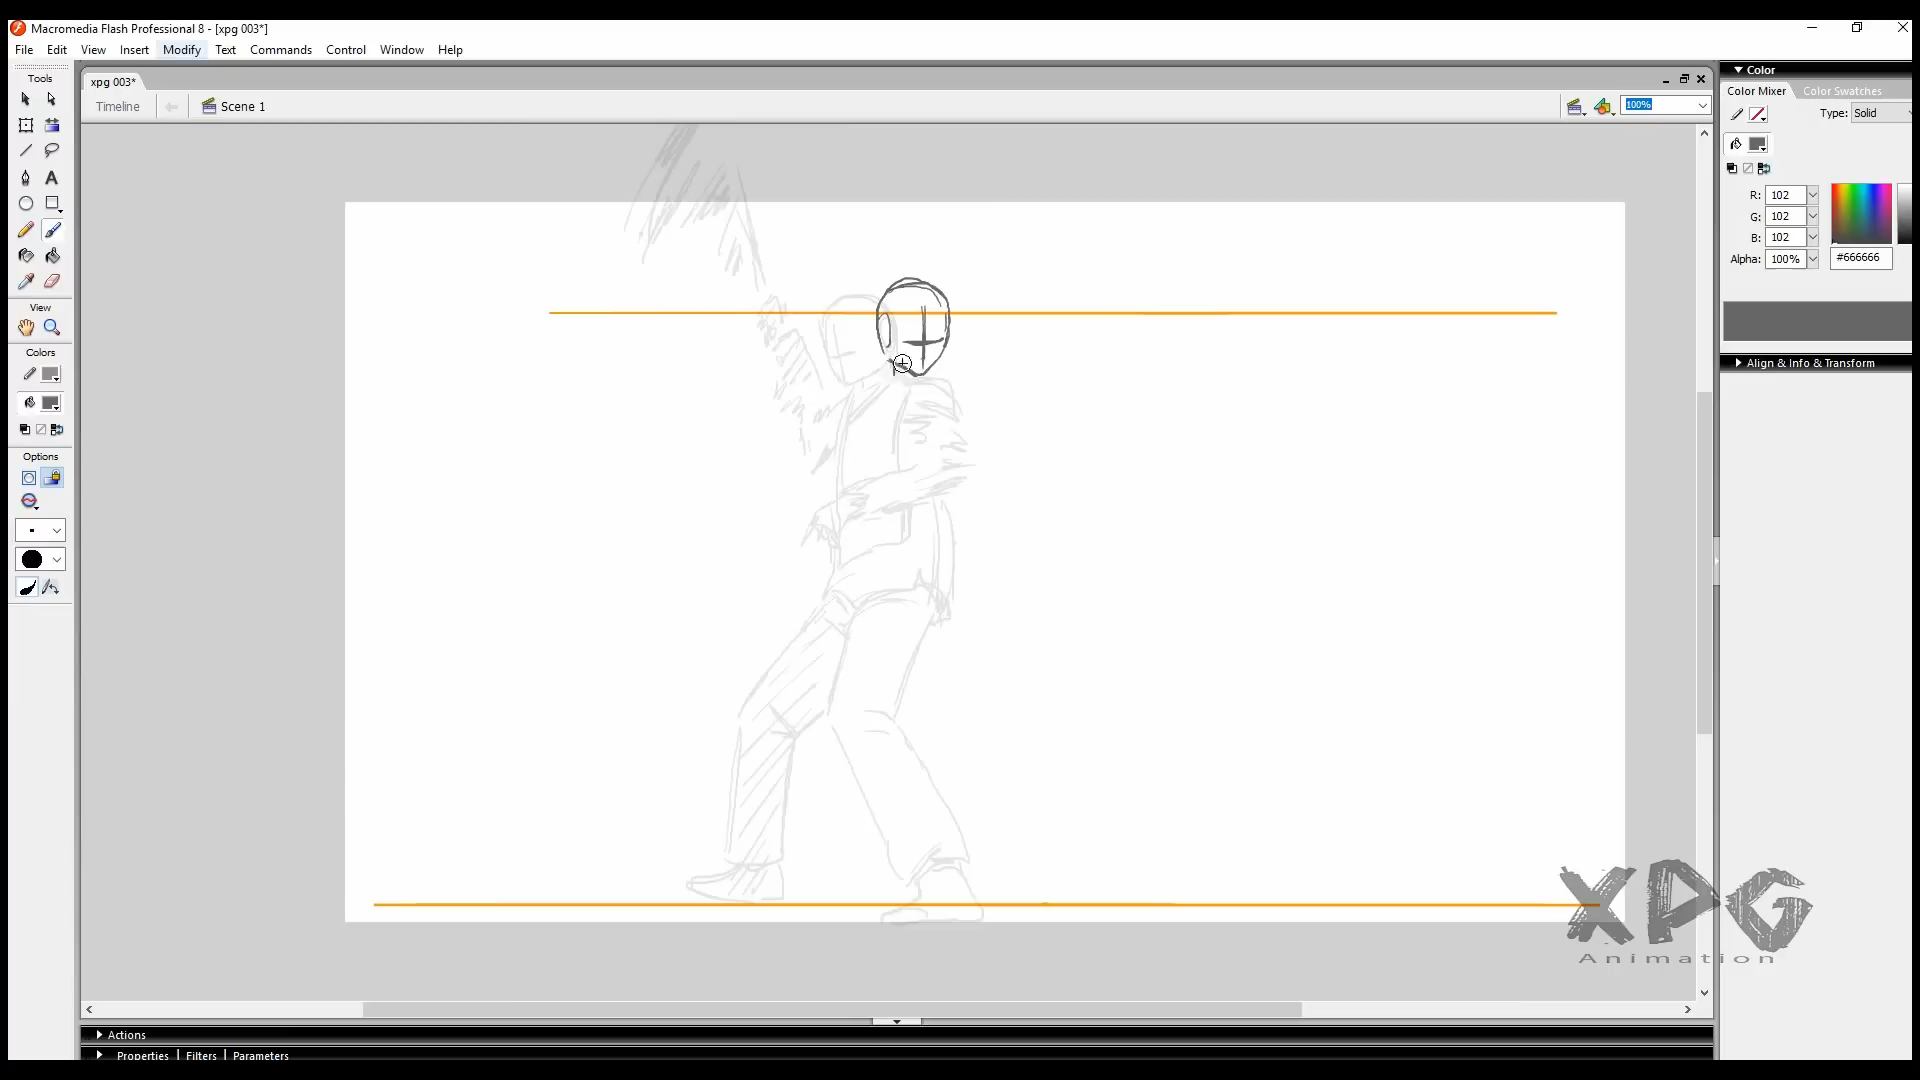 Macromedia Flash Professional 8 - [xpg 003*]
File Edit View Insert Modify Text Commands Control Window Help
Tools
xpg 003*
Timeline Scene 1 100%
Color
Color Mixer Color Swatches
Type: Solid
R: 102
G: 102
B: 102
Alpha: 100% #666666
View
Colors
Align & Info & Transform
Options
XPG
Animation
Actions
Properties | Filters | Parameters